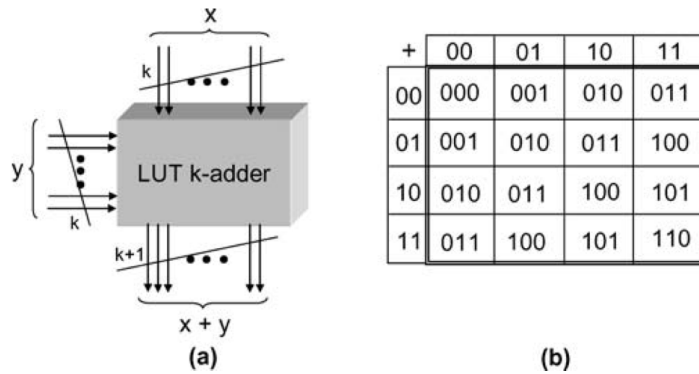 x
k
y
LUT k-adder
k
k+1
x + y
(a)
+ 00 01 10 11
00 000 001 010 011
01 001 010 011 100
10 010 011 100 101
11 011 100 101 110
(b)